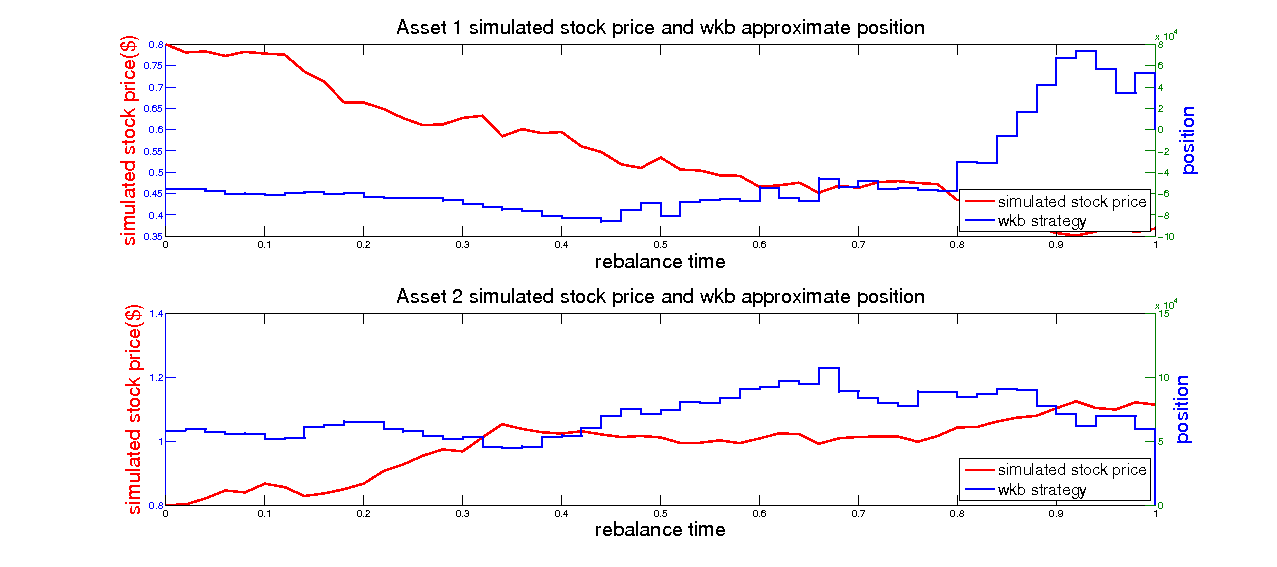 Asset 1 simulated stock price and wkb approximate position
x 10^4
simulated stock price($)
0.8
0.75
0.7
0.65
0.6
0.55
0.5
0.45
0.4
0.35
8
6
4
2
0
−2
−4
−6
−8
−10
position
simulated stock price
wkb strategy
0 0.1 0.2 0.3 0.4 0.5 0.6 0.7 0.8 0.9 1
rebalance time
Asset 2 simulated stock price and wkb approximate position
x 10^4
simulated stock price($)
1.4
1.2
1
0.8
15
10
5
0
position
simulated stock price
wkb strategy
0 0.1 0.2 0.3 0.4 0.5 0.6 0.7 0.8 0.9 1
rebalance time